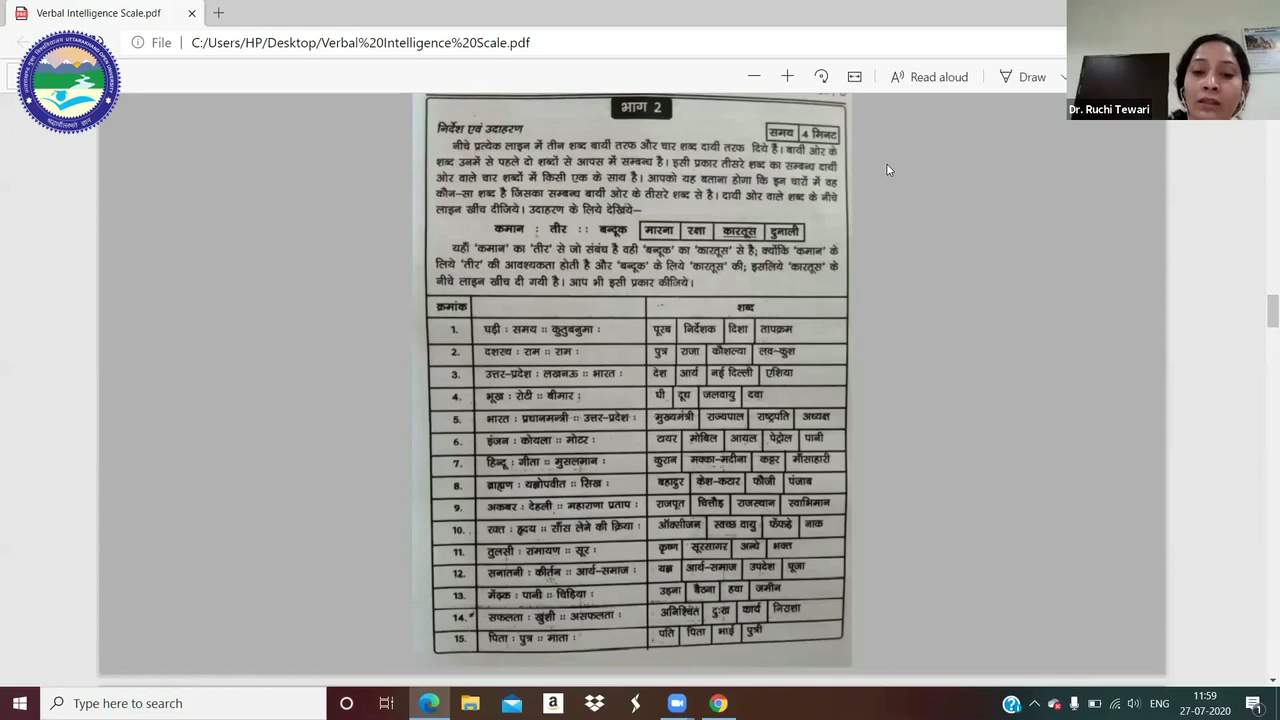 Verbal Intelligence Scale.pdf
File C:/Users/HP/Desktop/Verbal%20Intelligence%20Scale.pdf
Read aloud
Draw
Dr. Ruchi Tewari
भाग 2
निर्देश एवं उदाहरण
समय 4 मिनट
नीचे प्रत्येक लाइन में तीन शब्द बायीं तरफ और चार शब्द दायीं तरफ दिये है। बायीं ओर के
शब्द उनमें से पहले दो शब्दों से आपस में सम्बन्ध है। इसी प्रकार तीसरे शब्द का सम्बन्ध दायीं
ओर वाले चार शब्दों में किसी एक के साथ है। आपको यह बताना होगा कि इन चारों में वह
कौन-सा शब्द है जिसका सम्बन्ध बायीं ओर के तीसरे शब्द से है। दायीं ओर वाले शब्द के नीचे
लाइन खींच दीजिये। उदाहरण के लिये देखिये—
कमान : तीर :: बन्दूक मारना रक्षा कारतूस दुनाली
यहाँ 'कमान' का 'तीर' से जो संबंध है वही 'बन्दूक' का 'कारतूस' से है; क्योंकि 'कमान' के
लिये 'तीर' की आवश्यकता होती है और 'बन्दूक' के लिये 'कारतूस' की; इसलिये 'कारतूस' के
नीचे लाइन खींच दी गयी है। आप भी इसी प्रकार कीजिये।
क्रमांक शब्द
1. घड़ी : समय :: कुतुबनुमा : पूरब निर्देशक दिशा तापक्रम
2. दशरथ : राम :: राम : पुत्र राजा कौशल्या लव-कुश
3. उत्तर-प्रदेश : लखनऊ :: भारत : देश आर्य नई दिल्ली एशिया
4. भूख : रोटी :: बीमार : घी दूध जलवायु दवा
5. भारत : प्रधानमन्त्री :: उत्तर-प्रदेश : मुख्यमंत्री राज्यपाल राष्ट्रपति अध्यक्ष
6. इंजन : कोयला :: मोटर : टायर मोबिल आयल पेट्रोल पानी
7. हिन्दू : गीता :: मुसलमान : कुरान मक्का-मदीना कट्टर माँसाहारी
8. ब्राह्मण : यज्ञोपवीत :: सिख : बहादुर केश-कटार फौजी पंजाब
9. अकबर : देहली :: महाराणा प्रताप : राजपूत चित्तौड़ राजस्थान स्वाभिमान
10. रक्त : हृदय :: साँस लेने की क्रिया : ऑक्सीजन स्वच्छ वायु फेंफड़े नाक
11. तुलसी : रामायण :: सूर : कृष्ण सूरसागर अन्धे भक्त
12. सनातनी : कीर्तन :: आर्य-समाज : यज्ञ आर्य-समाज उपदेश पूजा
13. मेंढ़क : पानी :: चिड़िया : उड़ना बैठना हवा जमीन
14. सफलता : खुशी :: असफलता : अनिश्चित दुःख कार्य निराशा
15. पिता : पुत्र :: माता : पति पिता भाई पुत्री
Type here to search
ENG
11:59
27-07-2020